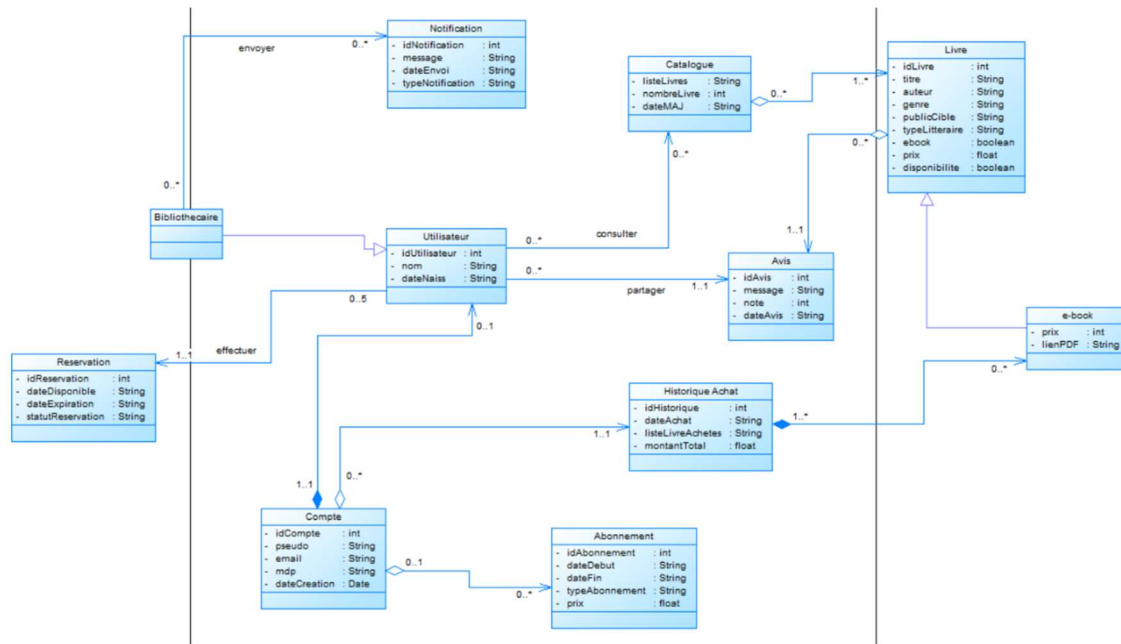 Notification
- idNotification : int
- message : String
- dateEnvoi : String
- typeNotification : String
envoyer
0..*
0..*
Bibliothecaire
Catalogue
- listeLivres : String
- nombreLivre : int
- dateMAJ : String
0..*
1..*
0..*
Livre
- idLivre : int
- titre : String
- auteur : String
- genre : String
- publicCible : String
- typeLitteraire : String
- ebook : boolean
- prix : float
- disponibilite : boolean
0..*
1..1
Utilisateur
- idUtilisateur : int
- nom : String
- dateNaiss : String
0..*
consulter
0..*
partager
1..1
0..5
0..1
Avis
- idAvis : int
- message : String
- note : int
- dateAvis : String
e-book
- prix : int
- lienPDF : String
0..*
effectuer
1..1
Reservation
- idReservation : int
- dateDisponible : String
- dateExpiration : String
- statutReservation : String
Historique Achat
- idHistorique : int
- dateAchat : String
- listeLivreAchetes : String
- montantTotal : float
1..*
1..1
0..*
1..1
Compte
- idCompte : int
- pseudo : String
- email : String
- mdp : String
- dateCreation : Date
0..1
0..*
Abonnement
- idAbonnement : int
- dateDebut : String
- dateFin : String
- typeAbonnement : String
- prix : float